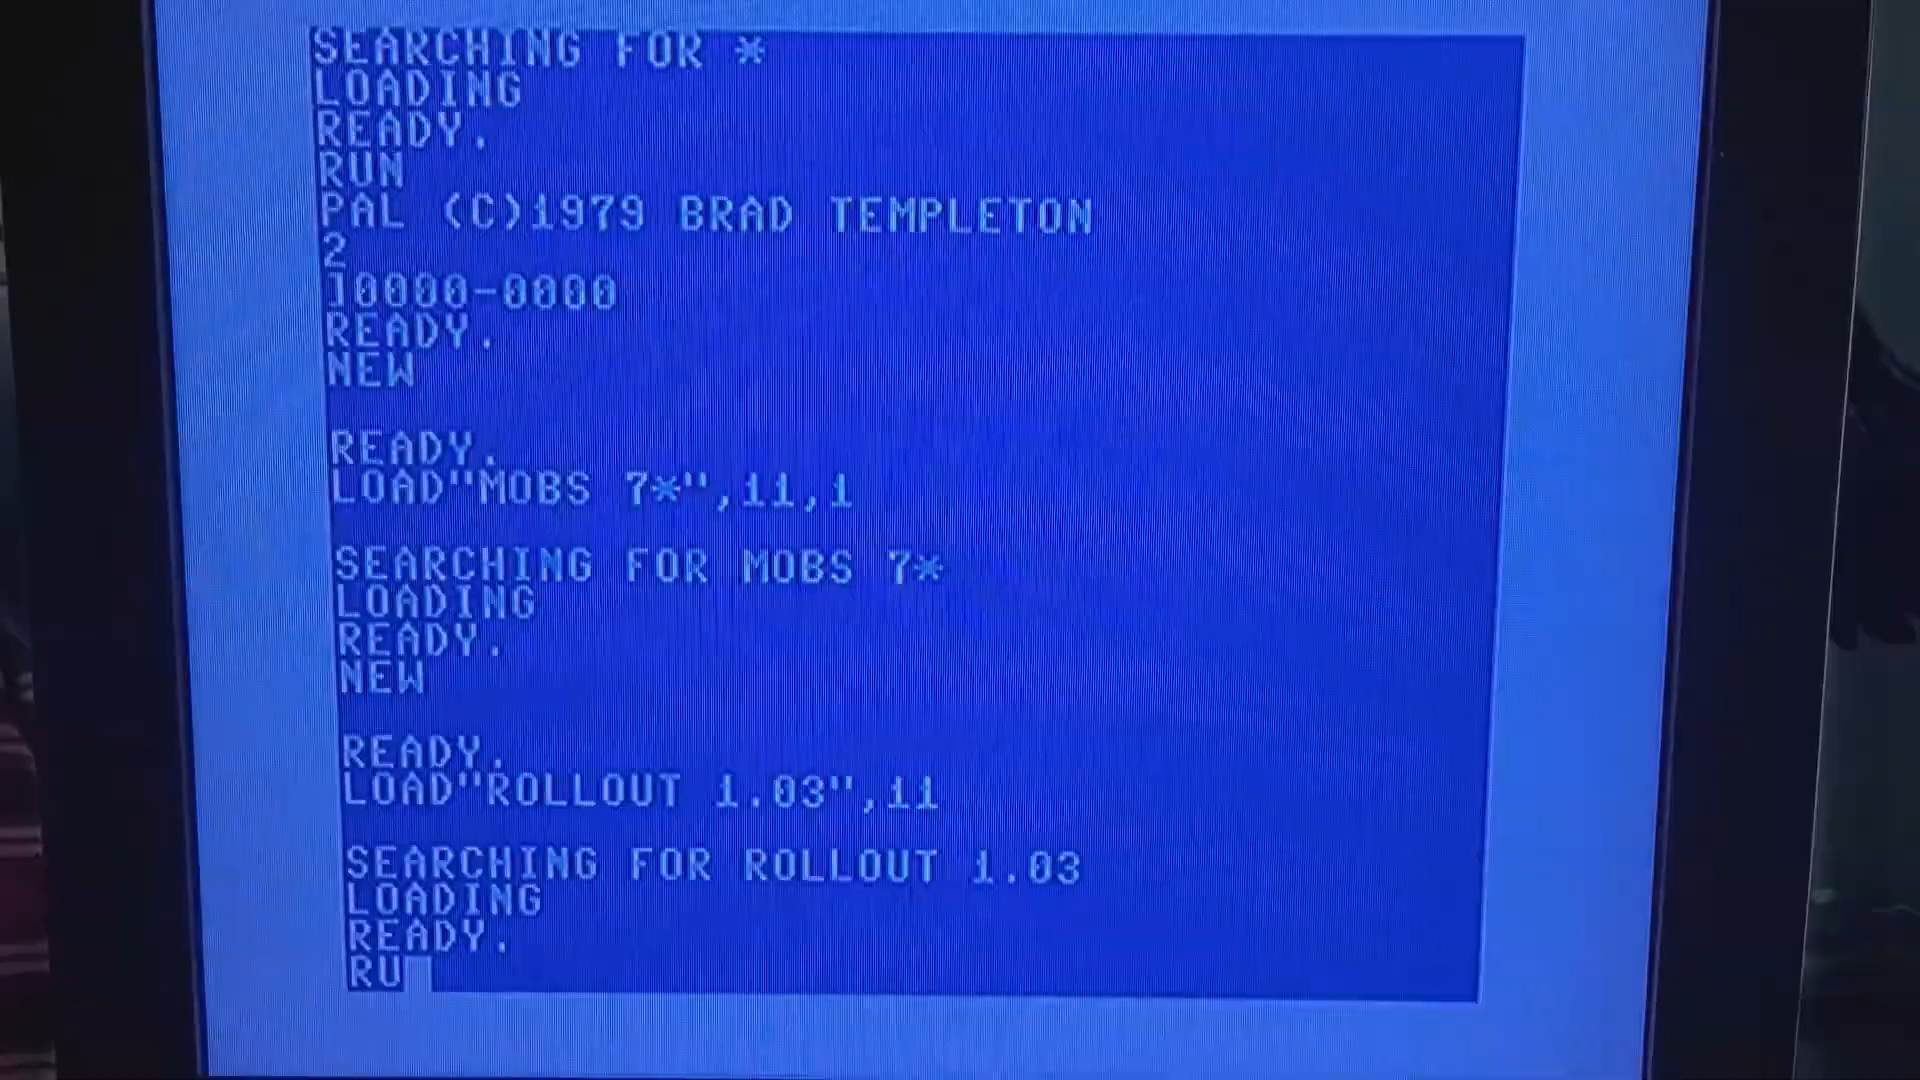 SEARCHING FOR *
LOADING
READY.
RUN
PAL (C)1979 BRAD TEMPLETON
2
]0000-0000
READY.
NEW
READY.
LOAD"MOBS 7*",11,1
SEARCHING FOR MOBS 7*
LOADING
READY.
NEW
READY.
LOAD"ROLLOUT 1.03",11
SEARCHING FOR ROLLOUT 1.03
LOADING
READY.
RU